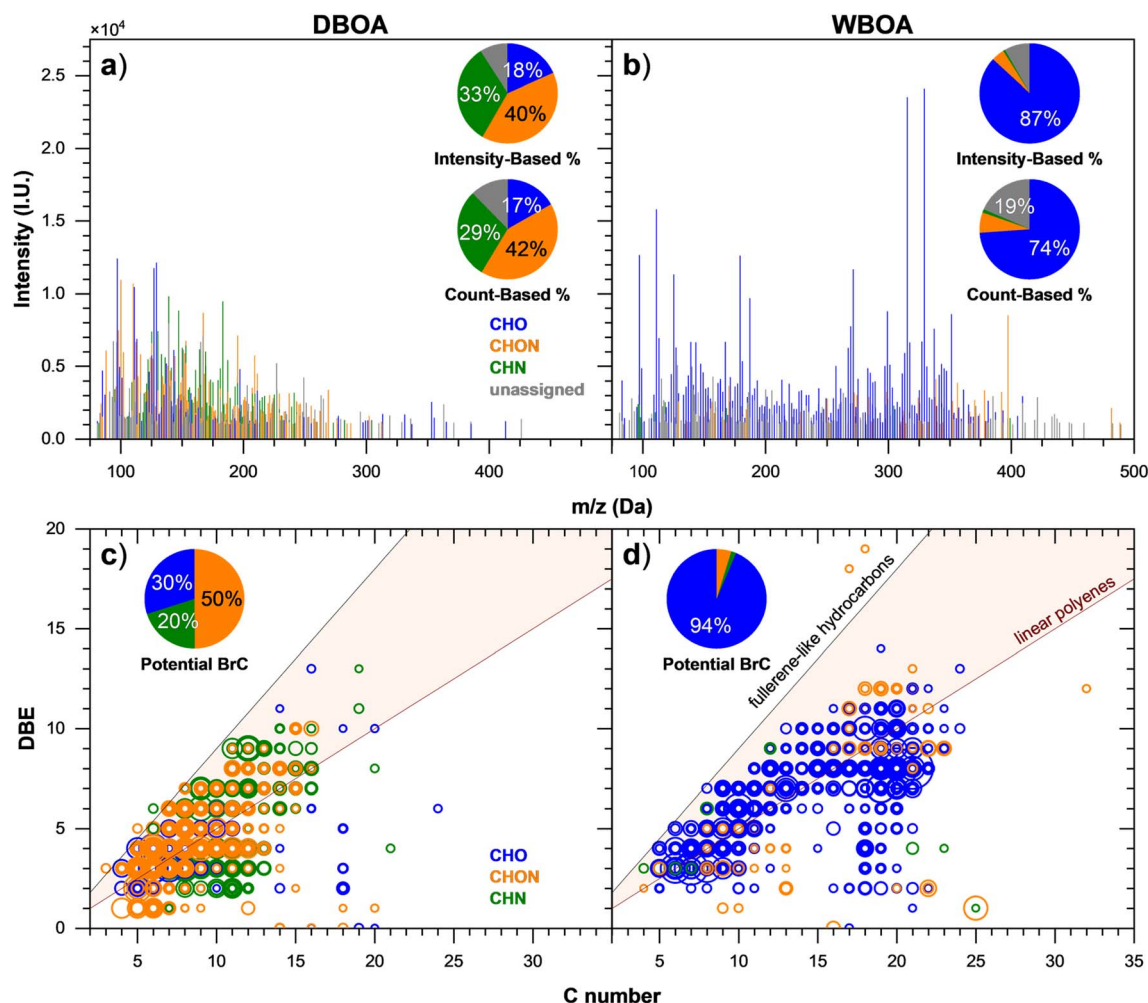 DBOA
WBOA
×10⁴
a)
18%
33%
40%
Intensity-Based %
17%
29%
42%
Count-Based %
CHO
CHON
CHN
unassigned
b)
87%
Intensity-Based %
19%
74%
Count-Based %
Intensity (I.U.)
2.5
2.0
1.5
1.0
0.5
0.0
100
200
300
400
100
200
300
400
500
m/z (Da)
c)
30%
50%
20%
Potential BrC
CHO
CHON
CHN
d)
94%
Potential BrC
fullerene-like hydrocarbons
linear polyenes
DBE
20
15
10
5
0
5
10
15
20
25
30
5
10
15
20
25
30
35
C number